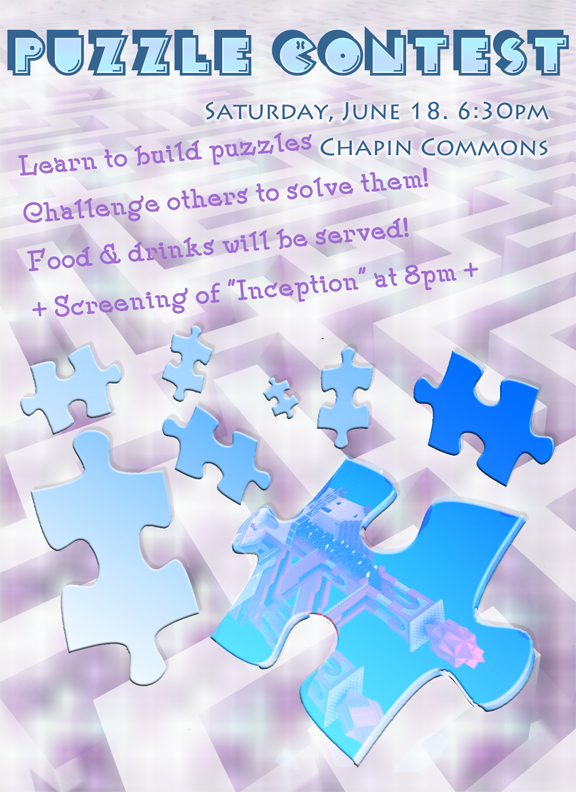 PUZZLE CONTEST
SATURDAY, JUNE 18. 6:30PM
CHAPIN COMMONS
Learn to build puzzles
Challenge others to solve them!
Food & drinks will be served!
+ Screening of "Inception" at 8pm +